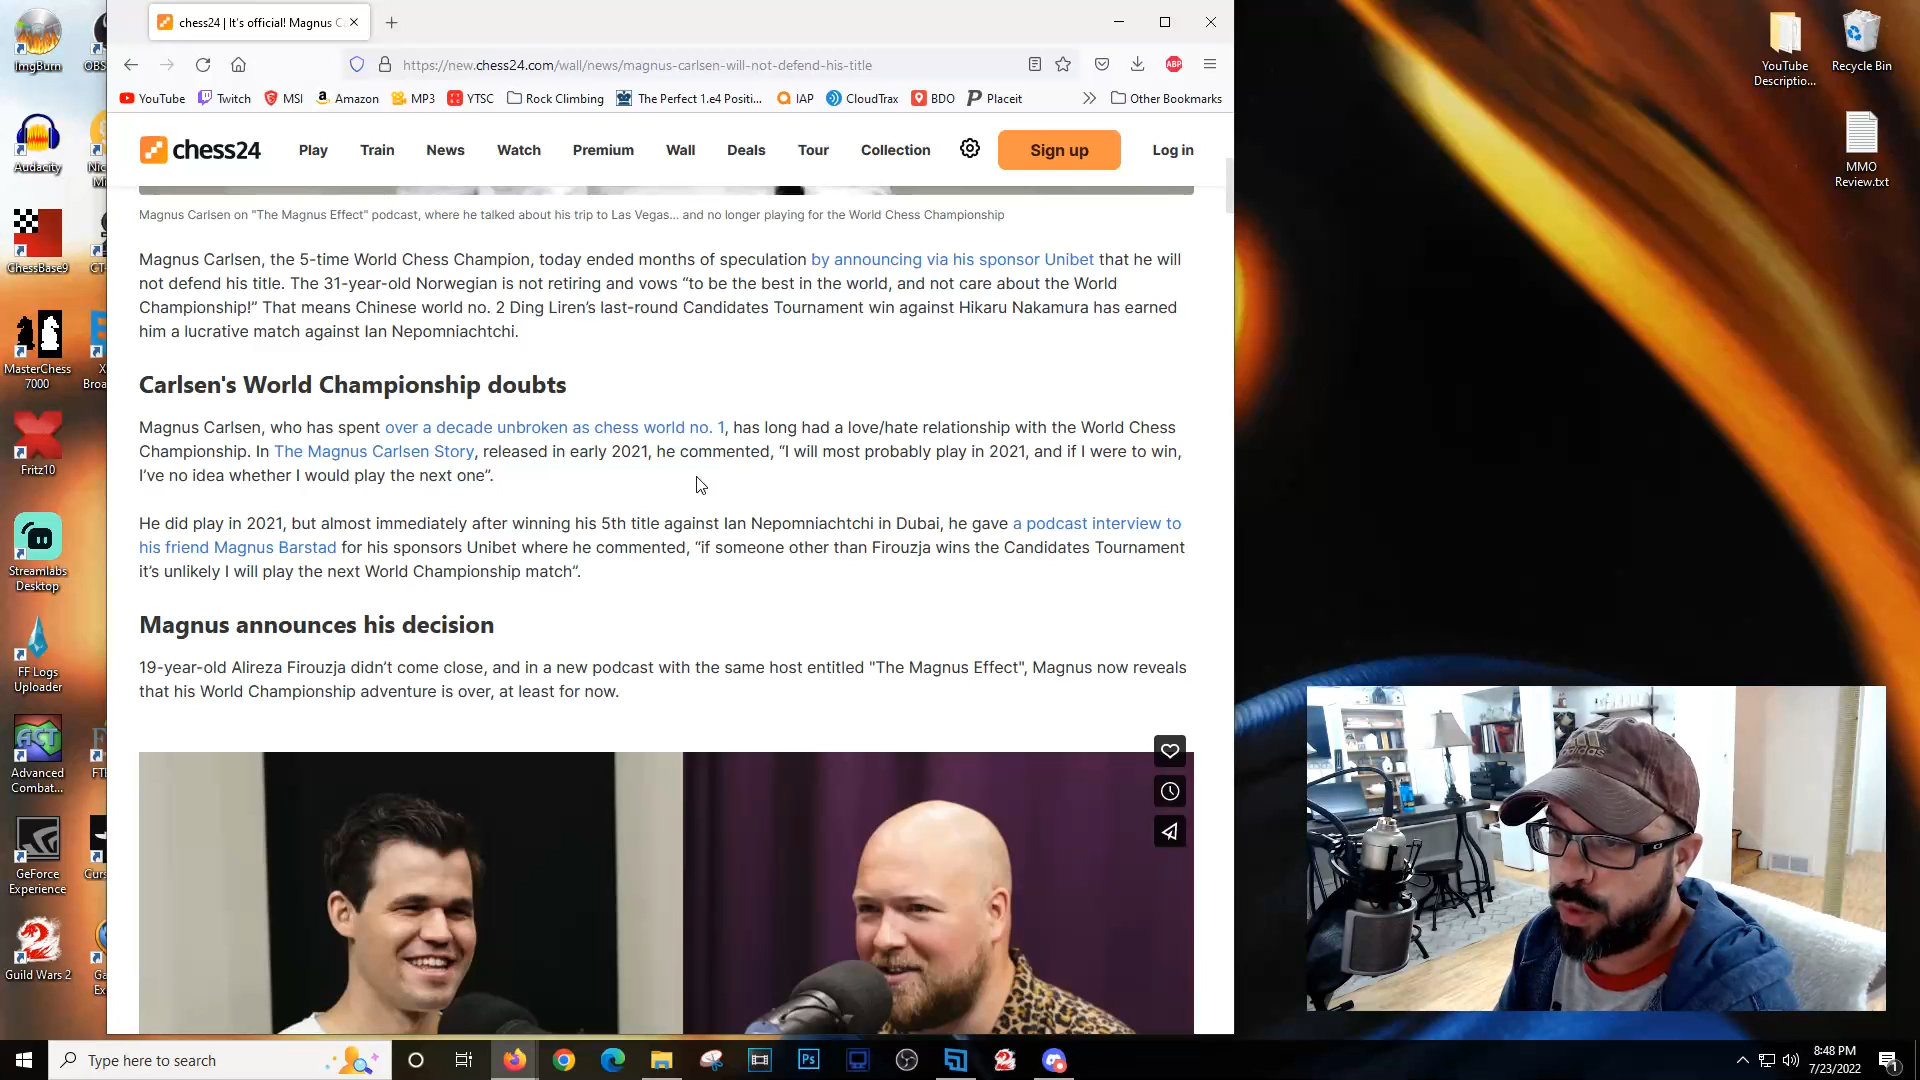 chess24 | It's official! Magnus C
https://new.chess24.com/wall/news/magnus-carlsen-will-not-defend-his-title
YouTube
Twitch
MSI
Amazon
MP3
YTSC
Rock Climbing
The Perfect 1.e4 Positi...
IAP
CloudTrax
BDO
Placeit
Other Bookmarks
chess24
Play
Train
News
Watch
Premium
Wall
Deals
Tour
Collection
Sign up
Log in
Magnus Carlsen on "The Magnus Effect" podcast, where he talked about his trip to Las Vegas... and no longer playing for the World Chess Championship
Magnus Carlsen, the 5-time World Chess Champion, today ended months of speculation by announcing via his sponsor Unibet that he will
not defend his title. The 31-year-old Norwegian is not retiring and vows “to be the best in the world, and not care about the World
Championship!” That means Chinese world no. 2 Ding Liren’s last-round Candidates Tournament win against Hikaru Nakamura has earned
him a lucrative match against Ian Nepomniachtchi.
Carlsen's World Championship doubts
Magnus Carlsen, who has spent over a decade unbroken as chess world no. 1, has long had a love/hate relationship with the World Chess
Championship. In The Magnus Carlsen Story, released in early 2021, he commented, “I will most probably play in 2021, and if I were to win,
I’ve no idea whether I would play the next one”.
He did play in 2021, but almost immediately after winning his 5th title against Ian Nepomniachtchi in Dubai, he gave a podcast interview to
his friend Magnus Barstad for his sponsors Unibet where he commented, “if someone other than Firouzja wins the Candidates Tournament
it’s unlikely I will play the next World Championship match”.
Magnus announces his decision
19-year-old Alireza Firouzja didn’t come close, and in a new podcast with the same host entitled "The Magnus Effect", Magnus now reveals
that his World Championship adventure is over, at least for now.
ImgBurn
OBS
Audacity
Nic
Mi
ChessBase9
CT-
MasterChess
7000
X
Broa
Fritz10
Streamlabs
Desktop
FF Logs
Uploader
ACT
Advanced
Combat...
FT
GeForce
Experience
Curs
Guild Wars 2
Ga
Ex
YouTube
Descriptio...
Recycle Bin
MMO
Review.txt
adidas
ABP
Type here to search
Ps
8:48 PM
7/23/2022
1